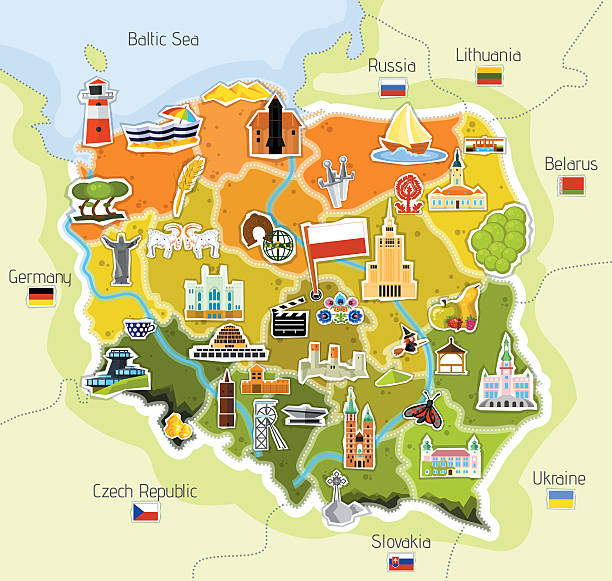 Baltic Sea
Lithuania
Russia
Belarus
Germany
Ukraine
Czech Republic
Slovakia